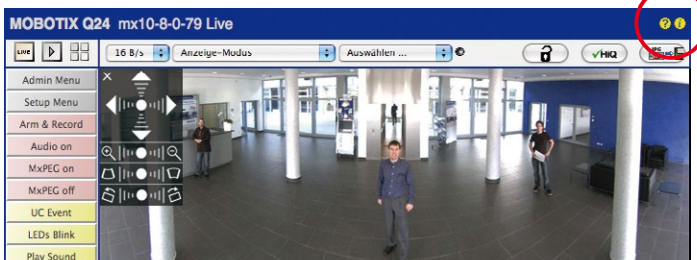 MOBOTIX Q24 mx10-8-0-79 Live
? i
LIVE
16 B/s Anzeige-Modus Auswählen ...
HiQ
Admin Menu
Setup Menu
Arm & Record
Audio on
MxPEG on
MxPEG off
UC Event
LEDs Blink
Play Sound